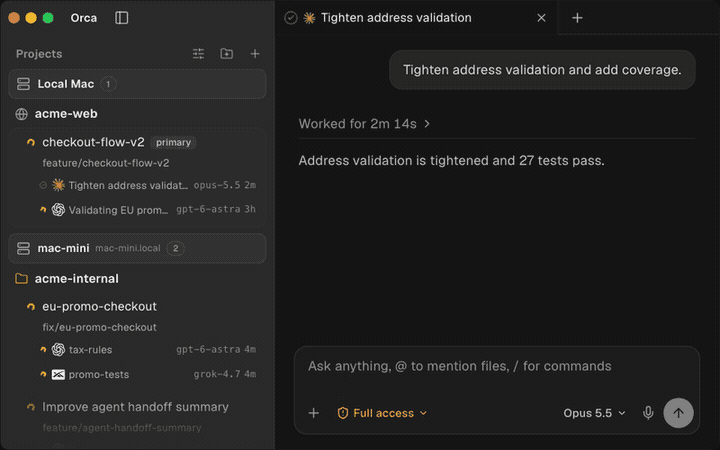 Orca
Projects
Local Mac 1
acme-web
checkout-flow-v2 primary
feature/checkout-flow-v2
Tighten address validat... opus-5.5 2m
Validating EU prom... gpt-6-astra 3h
mac-mini mac-mini.local 2
acme-internal
eu-promo-checkout
fix/eu-promo-checkout
tax-rules gpt-6-astra 4m
promo-tests grok-4.7 4m
Improve agent handoff summary
feature/agent-handoff-summary
Tighten address validation
Tighten address validation and add coverage.
Worked for 2m 14s
Address validation is tightened and 27 tests pass.
Ask anything, @ to mention files, / for commands
Full access
Opus 5.5